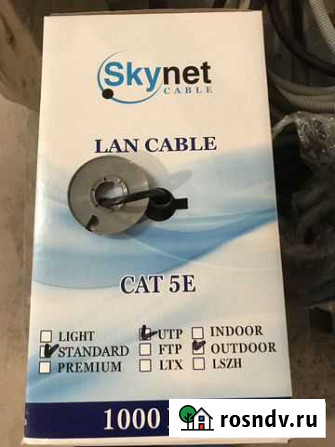 Skynet
CABLE
LAN CABLE
CAT 5E
LIGHT UTP INDOOR
STANDARD FTP OUTDOOR
PREMIUM LTX LSZH
1000
rosndv.ru